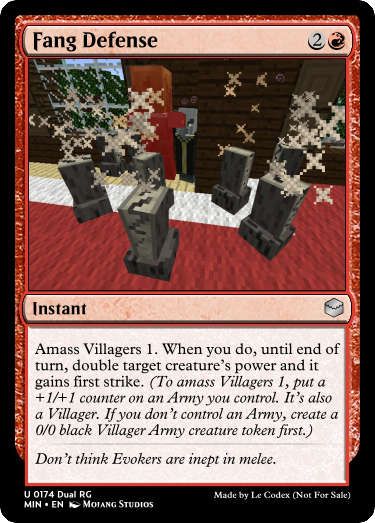 Fang Defense 2
Instant
Amass Villagers 1. When you do, until end of
turn, double target creature's power and it
gains first strike. (To amass Villagers 1, put a
+1/+1 counter on an Army you control. It's also
a Villager. If you don't control an Army, create a
0/0 black Villager Army creature token first.)
Don't think Evokers are inept in melee.
U 0174 Dual RG
MIN • EN Mojang Studios
Made by Le Codex (Not For Sale)